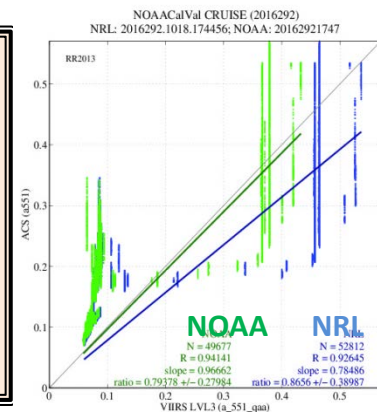 NOAACalVal CRUISE (2016292)
NRL: 2016292.1018.174456; NOAA: 20162921747
RR2013
0.5
0.4
0.3
0.2
0.1
ACS (a551)
NOAA NRL
N = 49677 N = 52812
R = 0.94141 R = 0.92645
slope = 0.96662 slope = 0.78486
ratio = 0.79378 +/- 0.27984 ratio = 0.8656 +/- 0.38987
0 0.1 0.2 0.3 0.4 0.5
VIIRS LVL3 (a_551_qaa)